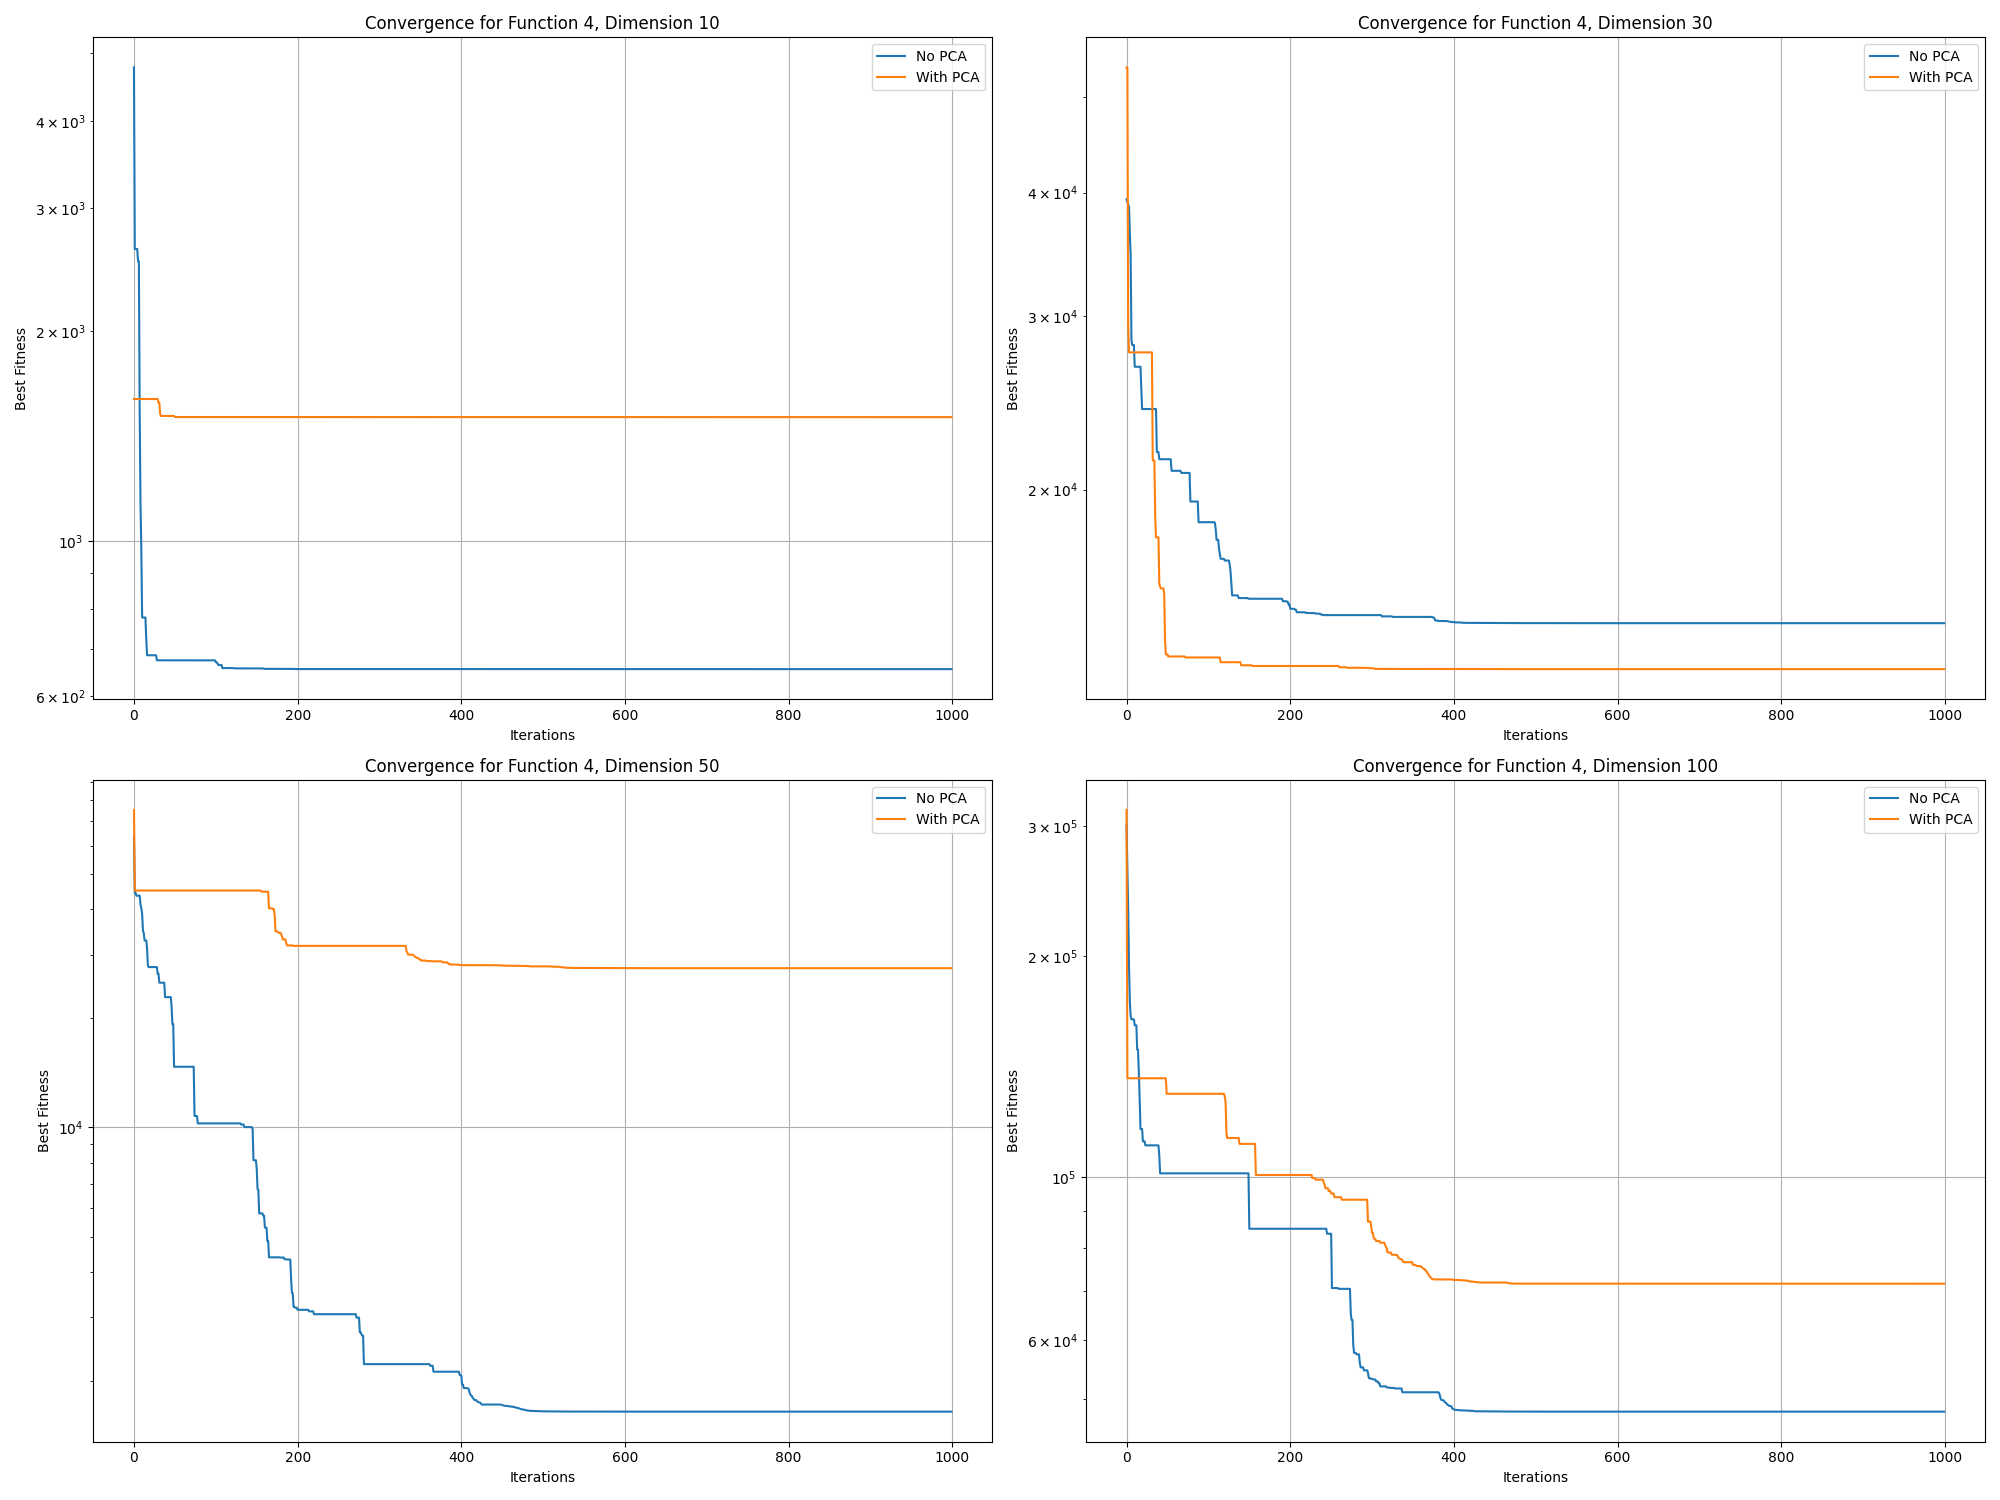 Convergence for Function 4, Dimension 10
No PCA
With PCA
4 × 10³
3 × 10³
2 × 10³
10³
6 × 10²
Best Fitness
0 200 400 600 800 1000
Iterations
Convergence for Function 4, Dimension 30
No PCA
With PCA
4 × 10⁴
3 × 10⁴
2 × 10⁴
Best Fitness
0 200 400 600 800 1000
Iterations
Convergence for Function 4, Dimension 50
No PCA
With PCA
10⁴
Best Fitness
0 200 400 600 800 1000
Iterations
Convergence for Function 4, Dimension 100
No PCA
With PCA
3 × 10⁵
2 × 10⁵
10⁵
6 × 10⁴
Best Fitness
0 200 400 600 800 1000
Iterations